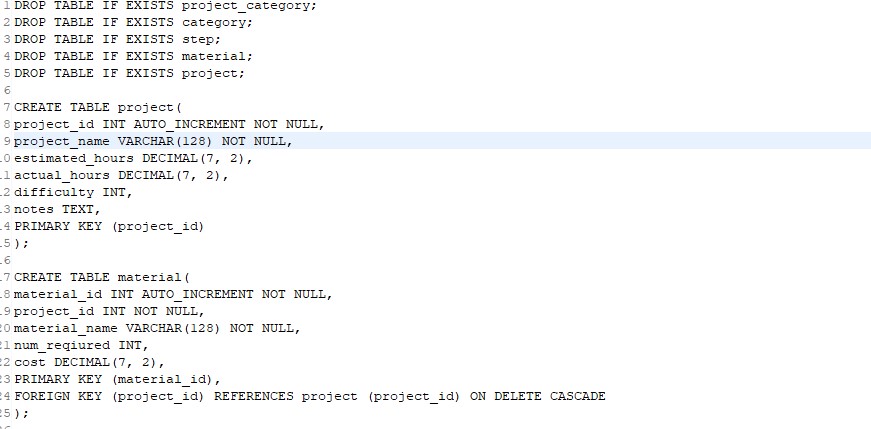 1 DROP TABLE IF EXISTS project_category;
2 DROP TABLE IF EXISTS category;
3 DROP TABLE IF EXISTS step;
4 DROP TABLE IF EXISTS material;
5 DROP TABLE IF EXISTS project;
6
7 CREATE TABLE project(
8 project_id INT AUTO_INCREMENT NOT NULL,
9 project_name VARCHAR(128) NOT NULL,
10 estimated_hours DECIMAL(7, 2),
11 actual_hours DECIMAL(7, 2),
12 difficulty INT,
13 notes TEXT,
14 PRIMARY KEY (project_id)
15 );
16
17 CREATE TABLE material(
18 material_id INT AUTO_INCREMENT NOT NULL,
19 project_id INT NOT NULL,
20 material_name VARCHAR(128) NOT NULL,
21 num_reqiured INT,
22 cost DECIMAL(7, 2),
23 PRIMARY KEY (material_id),
24 FOREIGN KEY (project_id) REFERENCES project (project_id) ON DELETE CASCADE
25 );